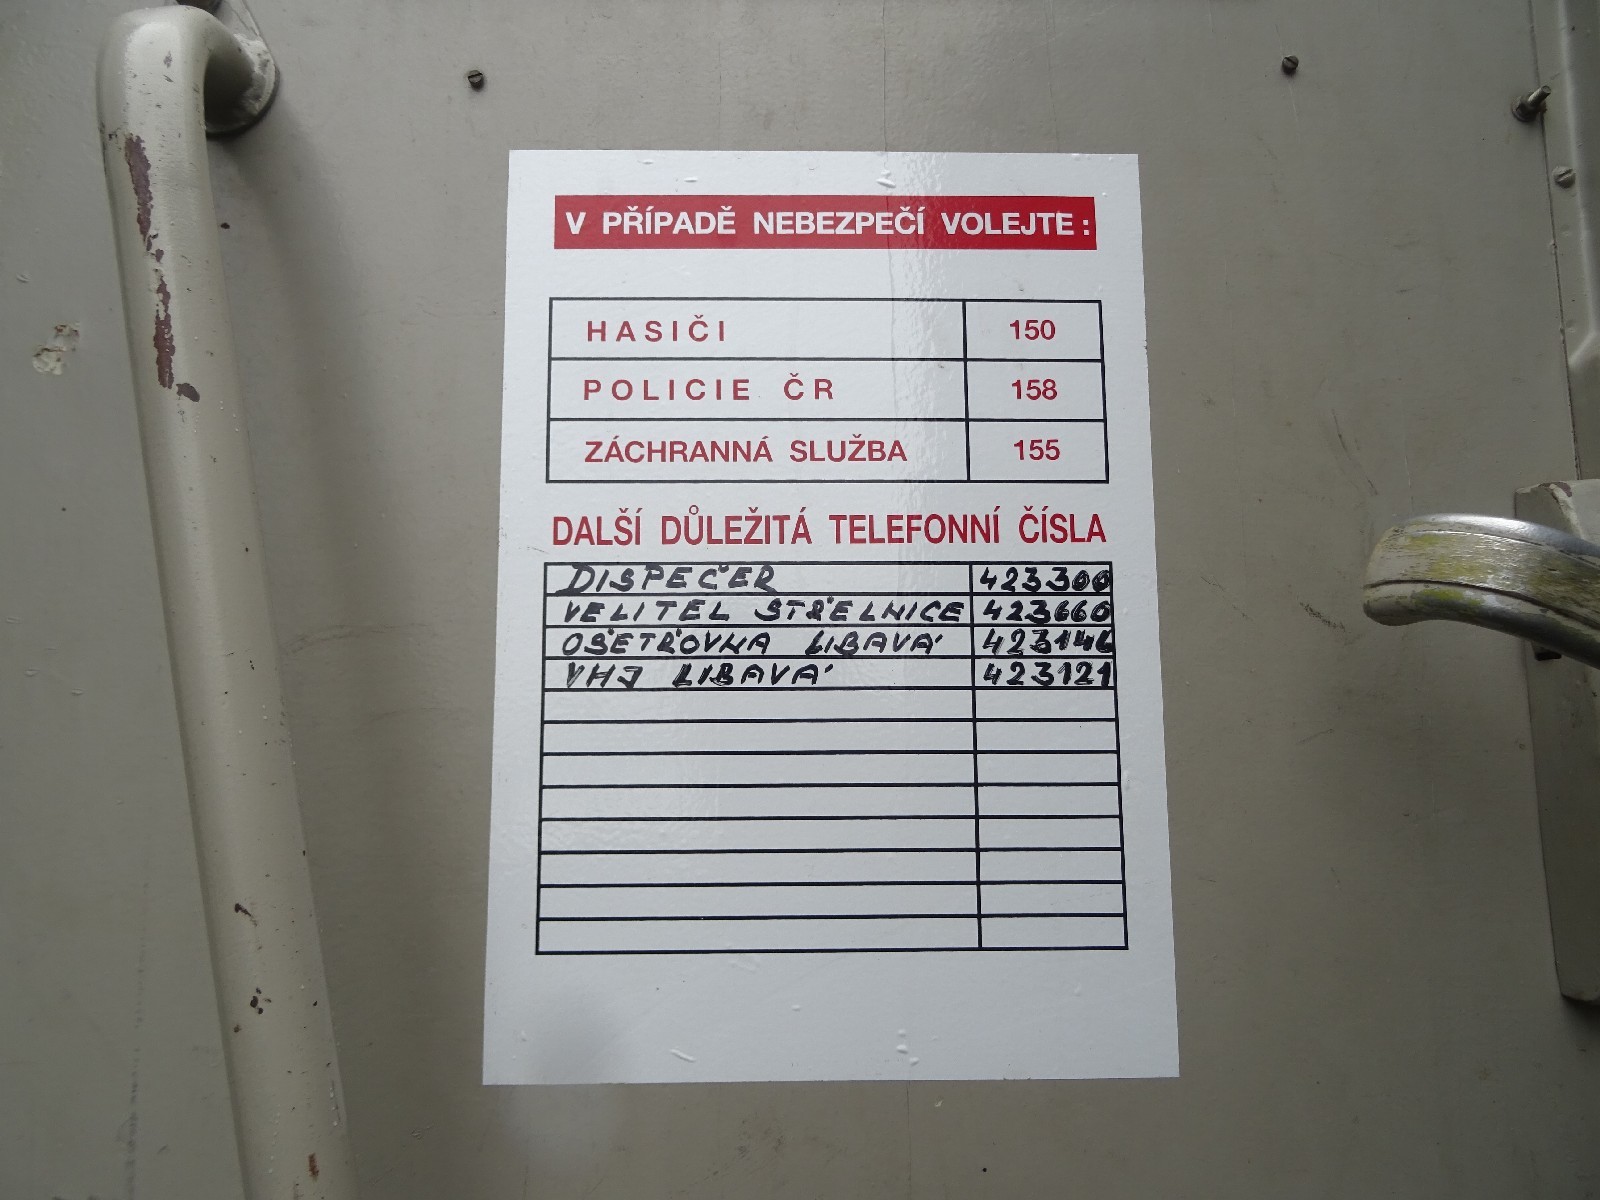 V PŘÍPADĚ NEBEZPEČÍ VOLEJTE:
HASIČI 150
POLICIE ČR 158
ZÁCHRANNÁ SLUŽBA 155
DALŠÍ DŮLEŽITÁ TELEFONNÍ ČÍSLA
DISPEČER 423300
VELITEL STŘELNICE 423660
OŠETŘOVNA LIBAVÁ 423146
VHJ LIBAVÁ 423121